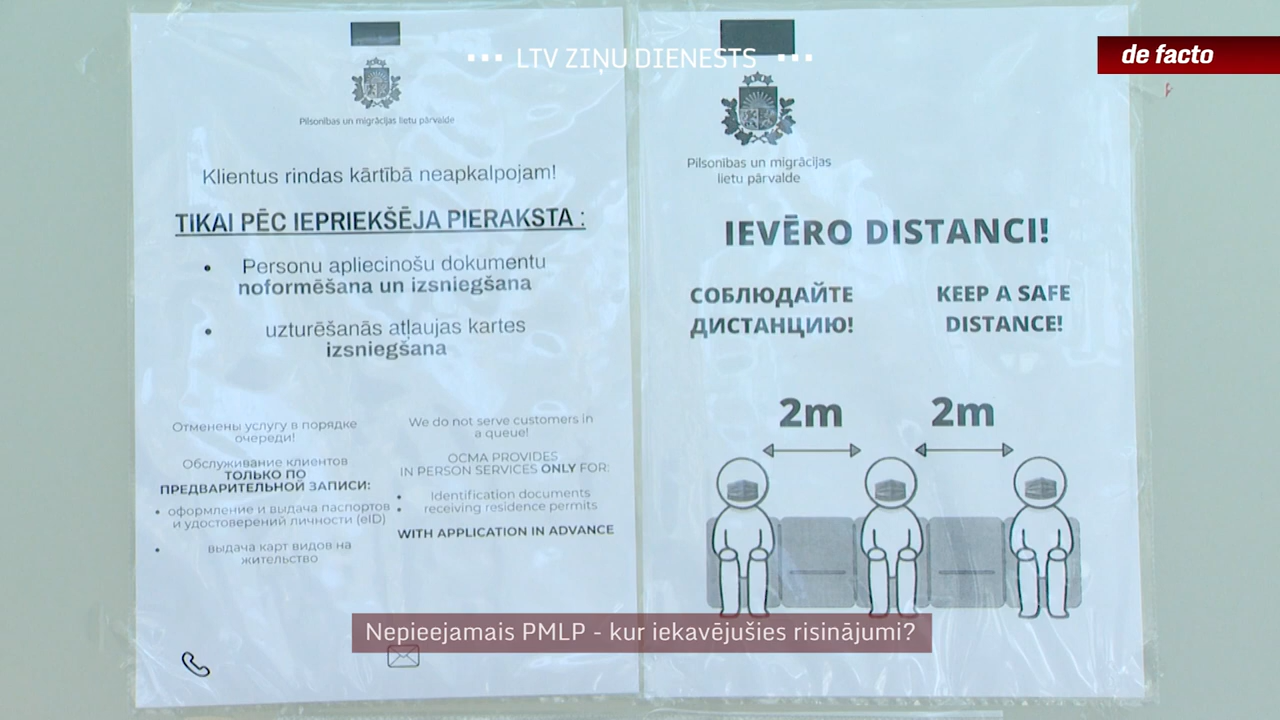 ••• LTV ZIŅU DIENESTS •••
de facto
Pilsonības un migrācijas lietu pārvalde
Klientus rindas kārtībā neapkalpojam!
TIKAI PĒC IEPRIEKŠĒJA PIERAKSTA :
• Personu apliecinošu dokumentu
noformēšana un izsniegšana
• uzturēšanās atļaujas kartes
izsniegšana
Отменены услугу в порядке
очереди!
Обслуживание клиентов
ТОЛЬКО ПО
ПРЕДВАРИТЕЛЬНОЙ ЗАПИСИ:
• оформление и выдача паспортов
и удостоверений личности (eID)
• выдача карт видов на
жительство
We do not serve customers in
a queue!
OCMA PROVIDES
IN PERSON SERVICES ONLY FOR:
• Identification documents
• receiving residence permits
WITH APPLICATION IN ADVANCE
Pilsonības un migrācijas
lietu pārvalde
IEVĒRO DISTANCI!
СОБЛЮДАЙТЕ
ДИСТАНЦИЮ!
KEEP A SAFE
DISTANCE!
2m
2m
Nepieejamais PMLP - kur iekavējušies risinājumi?